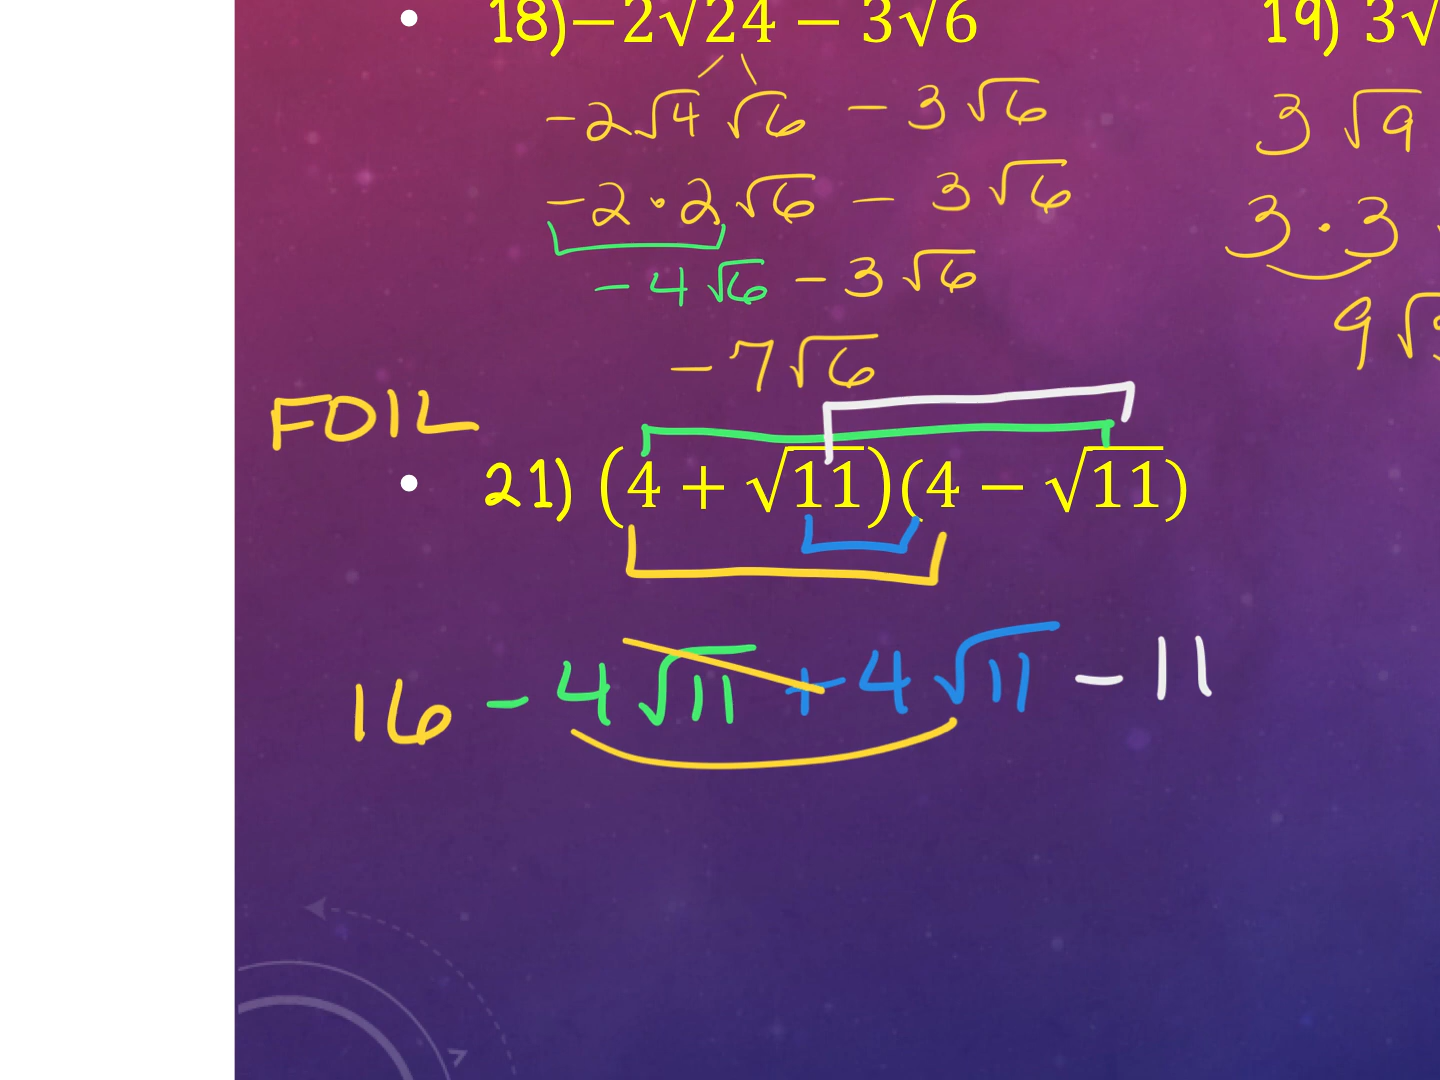 18) −2√24 − 3√6
-2√4 √6 - 3√6
-2·2√6 - 3√6
-4√6 - 3√6
-7√6
19) 3√
3√9
3·3
9√
FOIL
21) (4 + √11)(4 − √11)
16 - 4√11 + 4√11 - 11